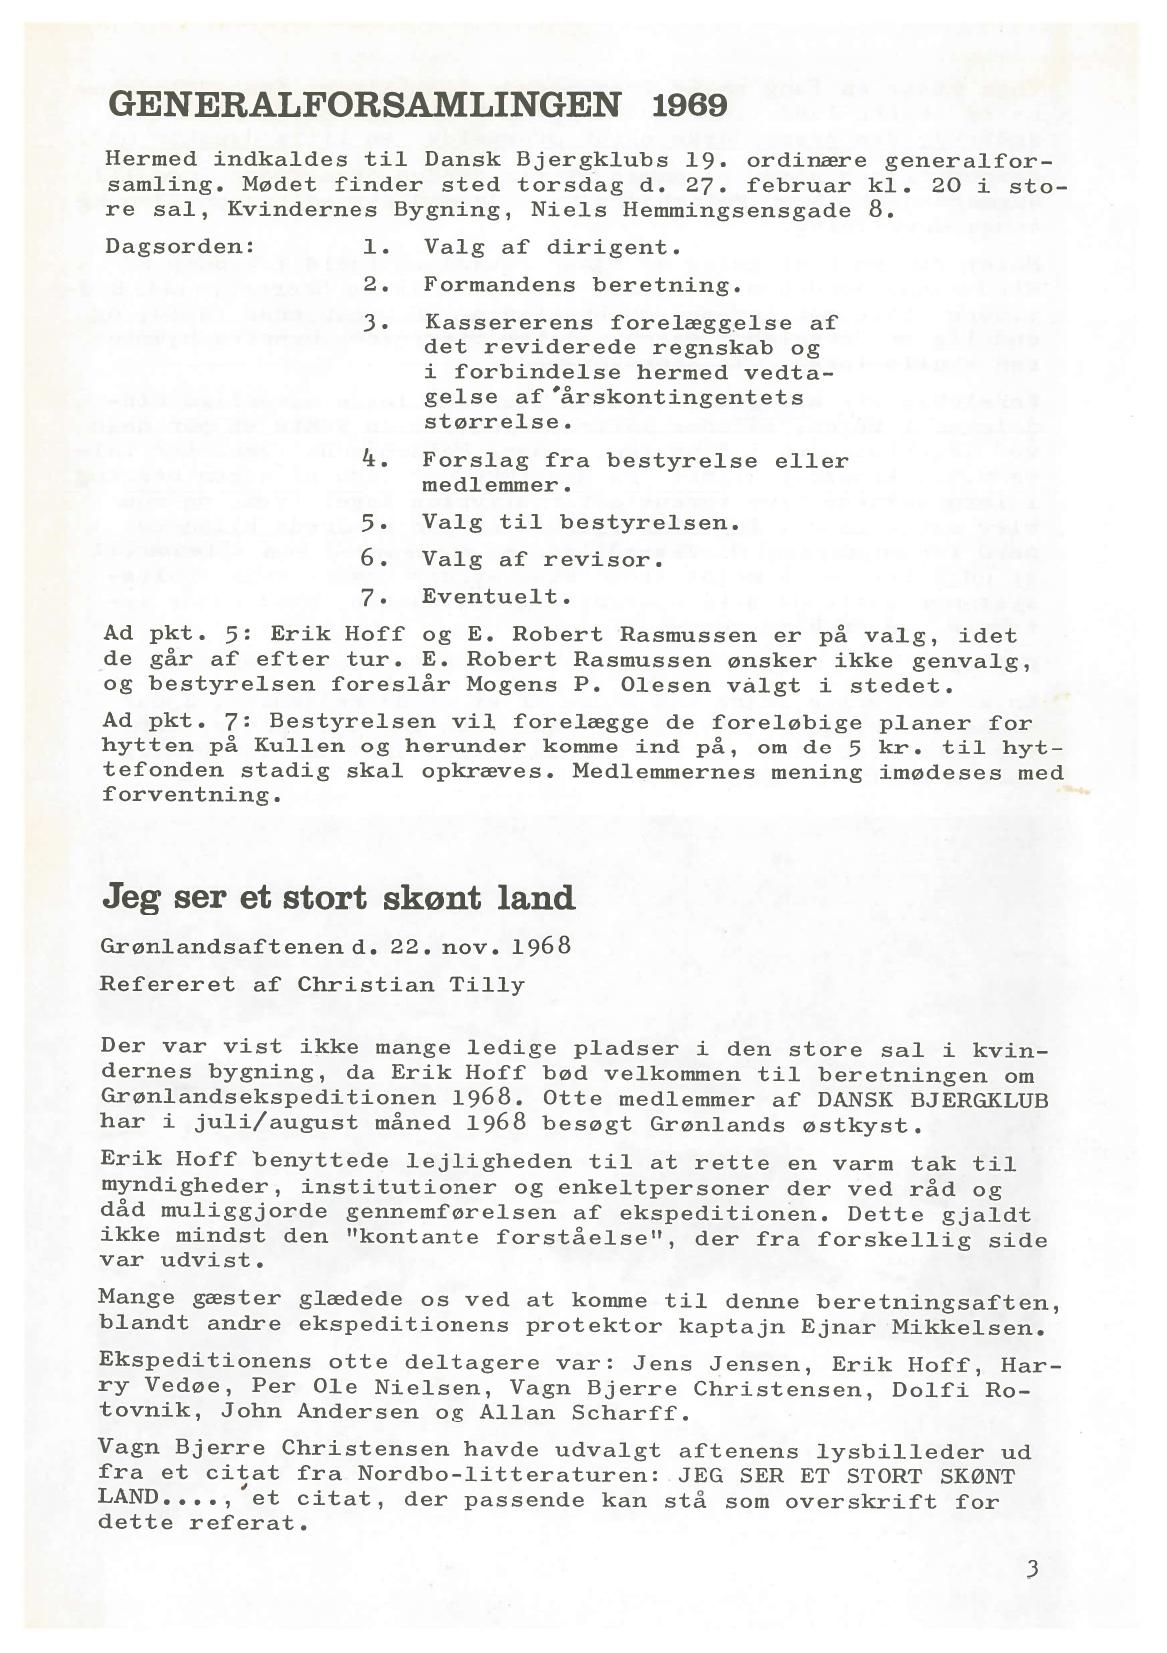 GENERALFORSAMLINGEN 1969
Hermed indkaldes til Dansk Bjergklubs 19. ordinære generalfor-
samling. Mødet finder sted torsdag d. 27. februar kl. 20 i sto-
re sal, Kvindernes Bygning, Niels Hemmingsensgade 8.
Dagsorden: 1. Valg af dirigent.
2. Formandens beretning.
3. Kassererens forelæggelse af
det reviderede regnskab og
i forbindelse hermed vedta-
gelse af årskontingentets
størrelse.
4. Forslag fra bestyrelse eller
medlemmer.
5. Valg til bestyrelsen.
6. Valg af revisor.
7. Eventuelt.
Ad pkt. 5: Erik Hoff og E. Robert Rasmussen er på valg, idet
de går af efter tur. E. Robert Rasmussen ønsker ikke genvalg,
og bestyrelsen foreslår Mogens P. Olesen valgt i stedet.
Ad pkt. 7: Bestyrelsen vil forelægge de foreløbige planer for
hytten på Kullen og herunder komme ind på, om de 5 kr. til hyt-
tefonden stadig skal opkræves. Medlemmernes mening imødeses med
forventning.
Jeg ser et stort skønt land
Grønlandsaftenen d. 22. nov. 1968
Refereret af Christian Tilly
Der var vist ikke mange ledige pladser i den store sal i kvin-
dernes bygning, da Erik Hoff bød velkommen til beretningen om
Grønlandsekspeditionen 1968. Otte medlemmer af DANSK BJERGKLUB
har i juli/august måned 1968 besøgt Grønlands østkyst.
Erik Hoff benyttede lejligheden til at rette en varm tak til
myndigheder, institutioner og enkeltpersoner der ved råd og
dåd muliggjorde gennemførelsen af ekspeditionen. Dette gjaldt
ikke mindst den "kontante forståelse", der fra forskellig side
var udvist.
Mange gæster glædede os ved at komme til denne beretningsaften,
blandt andre ekspeditionens protektor kaptajn Ejnar Mikkelsen.
Ekspeditionens otte deltagere var: Jens Jensen, Erik Hoff, Har-
ry Vedøe, Per Ole Nielsen, Vagn Bjerre Christensen, Dolfi Ro-
tovnik, John Andersen og Allan Scharff.
Vagn Bjerre Christensen havde udvalgt aftenens lysbilleder ud
fra et citat fra Nordbo-litteraturen: JEG SER ET STORT SKØNT
LAND...., et citat, der passende kan stå som overskrift for
dette referat.
3